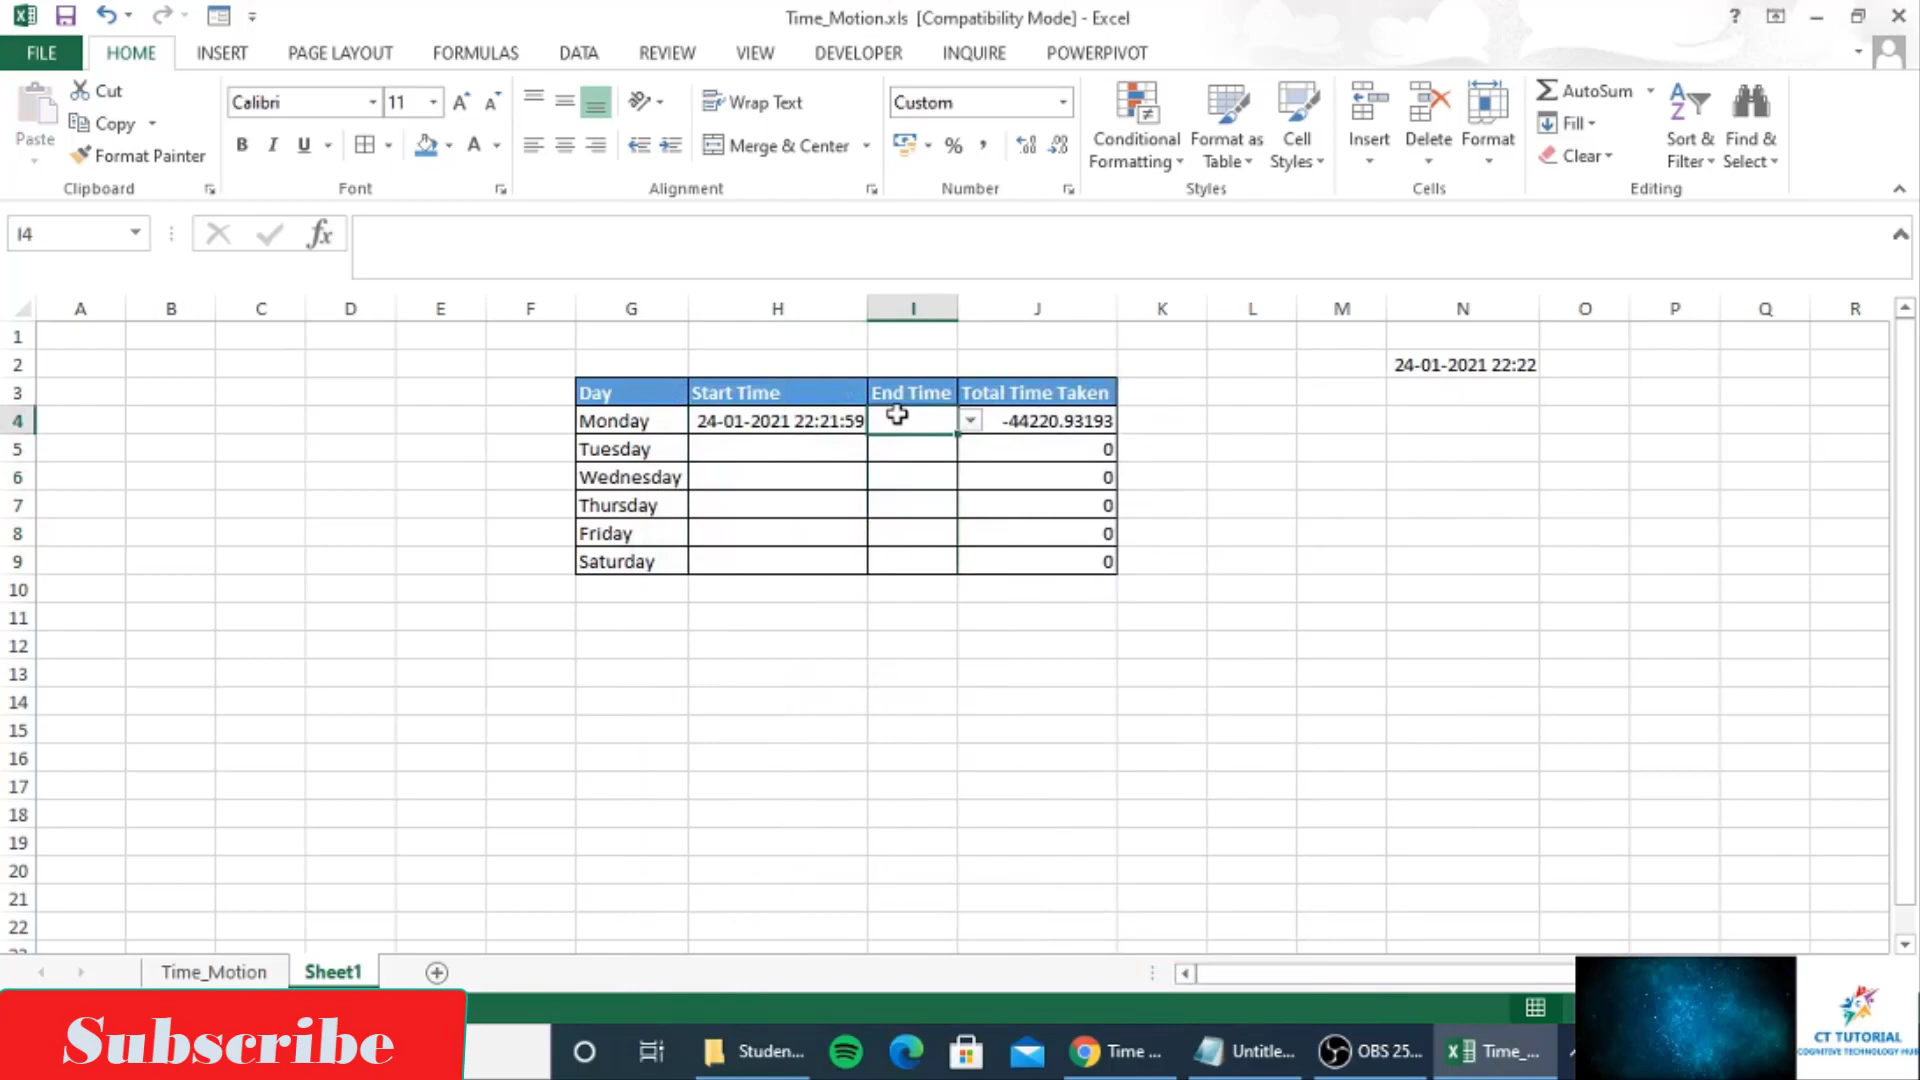 Time_Motion.xls [Compatibility Mode] - Excel
?
FILE HOME INSERT PAGE LAYOUT FORMULAS DATA REVIEW VIEW DEVELOPER INQUIRE POWERPIVOT
Paste
Cut
Copy
Format Painter
Clipboard
Calibri 11
B I U A
Font
Wrap Text
Merge & Center
Alignment
Custom
% ,
Number
Conditional Formatting
Format as Table
Cell Styles
Styles
Insert
Delete
Format
Cells
AutoSum
Fill
Clear
Sort & Filter
Find & Select
Editing
I4
fx
A B C D E F G H I J K L M N O P Q R
1
2 24-01-2021 22:22
3 Day Start Time End Time Total Time Taken
4 Monday 24-01-2021 22:21:59 -44220.93193
5 Tuesday 0
6 Wednesday 0
7 Thursday 0
8 Friday 0
9 Saturday 0
10
11
12
13
14
15
16
17
18
19
20
21
22
Time_Motion Sheet1
Subscribe
Studen...
Time ...
Untitle...
OBS 25...
Time_...
CT TUTORIAL
COGNITIVE TECHNOLOGY HUB